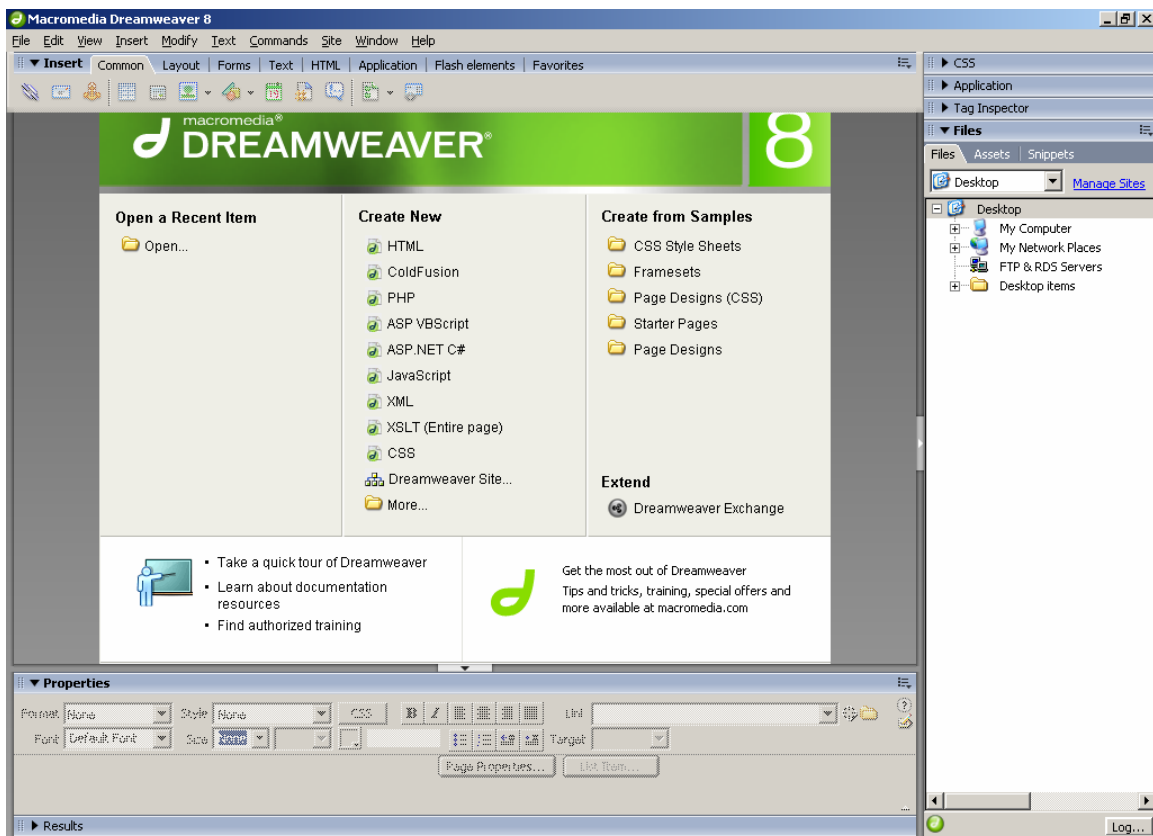 Macromedia Dreamweaver 8
File Edit View Insert Modify Text Commands Site Window Help
Insert Common Layout Forms Text HTML Application Flash elements Favorites
macromedia®
DREAMWEAVER® 8
Open a Recent Item
Open...
Create New
HTML
ColdFusion
PHP
ASP VBScript
ASP.NET C#
JavaScript
XML
XSLT (Entire page)
CSS
Dreamweaver Site...
More...
Create from Samples
CSS Style Sheets
Framesets
Page Designs (CSS)
Starter Pages
Page Designs
Extend
Dreamweaver Exchange
Take a quick tour of Dreamweaver
Learn about documentation
resources
Find authorized training
Get the most out of Dreamweaver
Tips and tricks, training, special offers and
more available at macromedia.com
Properties
Format None Style None CSS B I Link
Font Default Font Size None Target
Page Properties... List Item...
Results
CSS
Application
Tag Inspector
Files
Files Assets Snippets
Desktop Manage Sites
Desktop
My Computer
My Network Places
FTP & RDS Servers
Desktop items
Log...